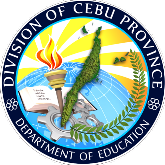 DIVISION OF CEBU PROVINCE
DEPARTMENT OF EDUCATION